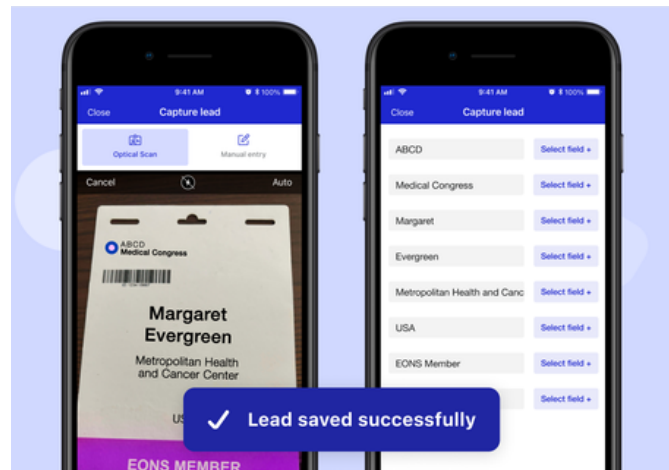 9:41 AM
100%
Close
Capture lead
Optical Scan
Manual entry
Cancel
Auto
ABCD
Medical Congress
Margaret
Evergreen
Metropolitan Health
and Cancer Center
EONS MEMBER
9:41 AM
100%
Close
Capture lead
ABCD
Select field +
Medical Congress
Select field +
Margaret
Select field +
Evergreen
Select field +
Metropolitan Health and Canc
Select field +
USA
Select field +
EONS Member
Select field +
Select field +
Lead saved successfully